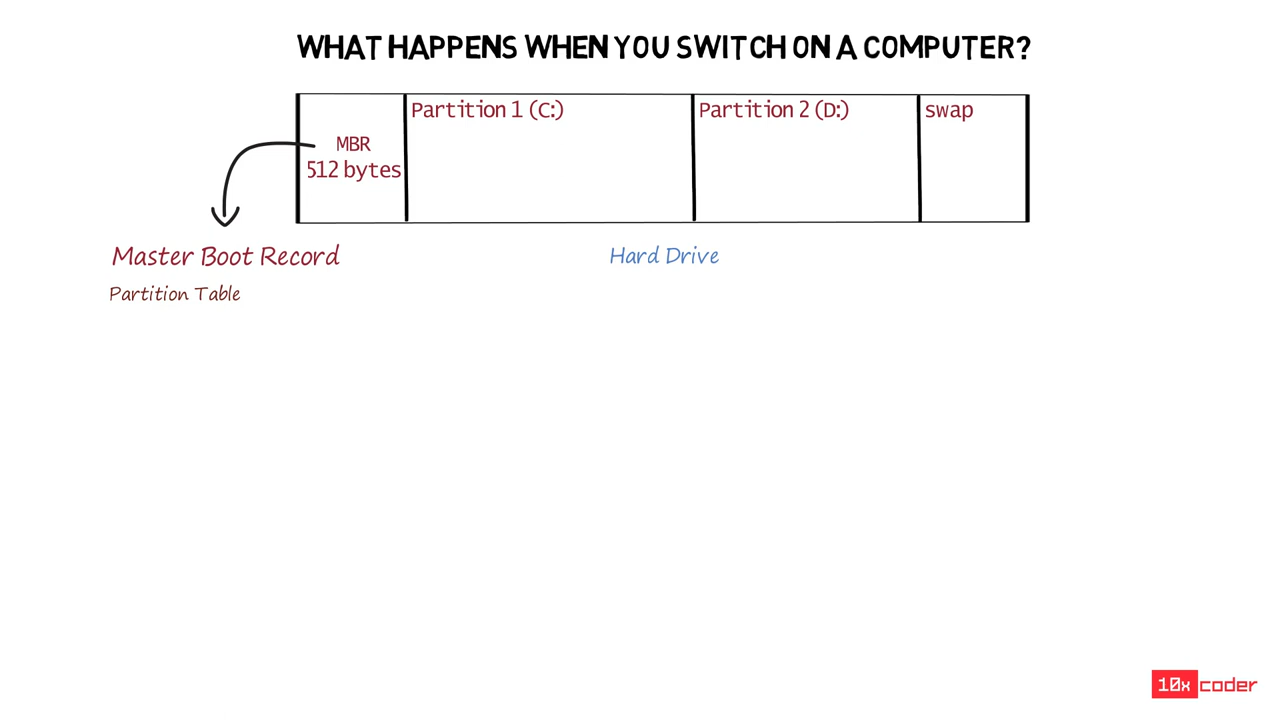 WHAT HAPPENS WHEN YOU SWITCH ON A COMPUTER?
Partition 1 (C:)
Partition 2 (D:)
swap
MBR
512 bytes
Master Boot Record
Hard Drive
Partition Table
10x coder